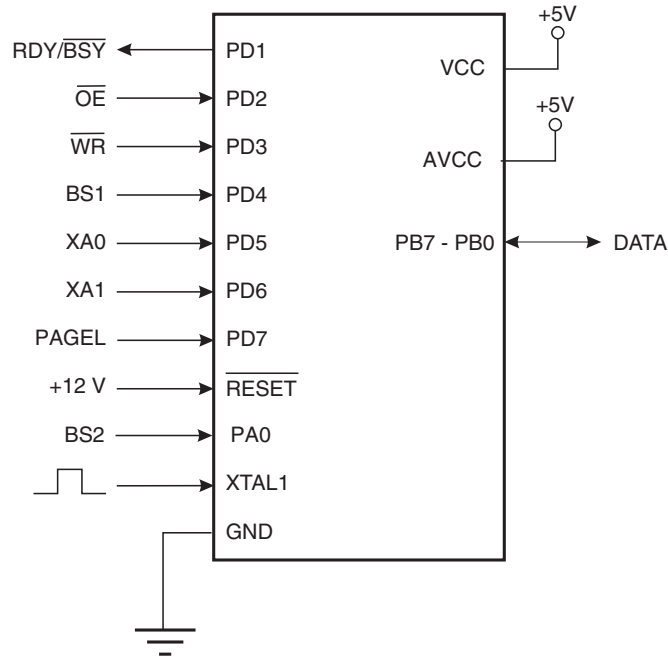 +5V
RDY/BSY PD1
VCC
OE PD2
+5V
WR PD3
AVCC
BS1 PD4
XA0 PD5
PB7 - PB0 DATA
XA1 PD6
PAGEL PD7
+12 V RESET
BS2 PA0
XTAL1
GND